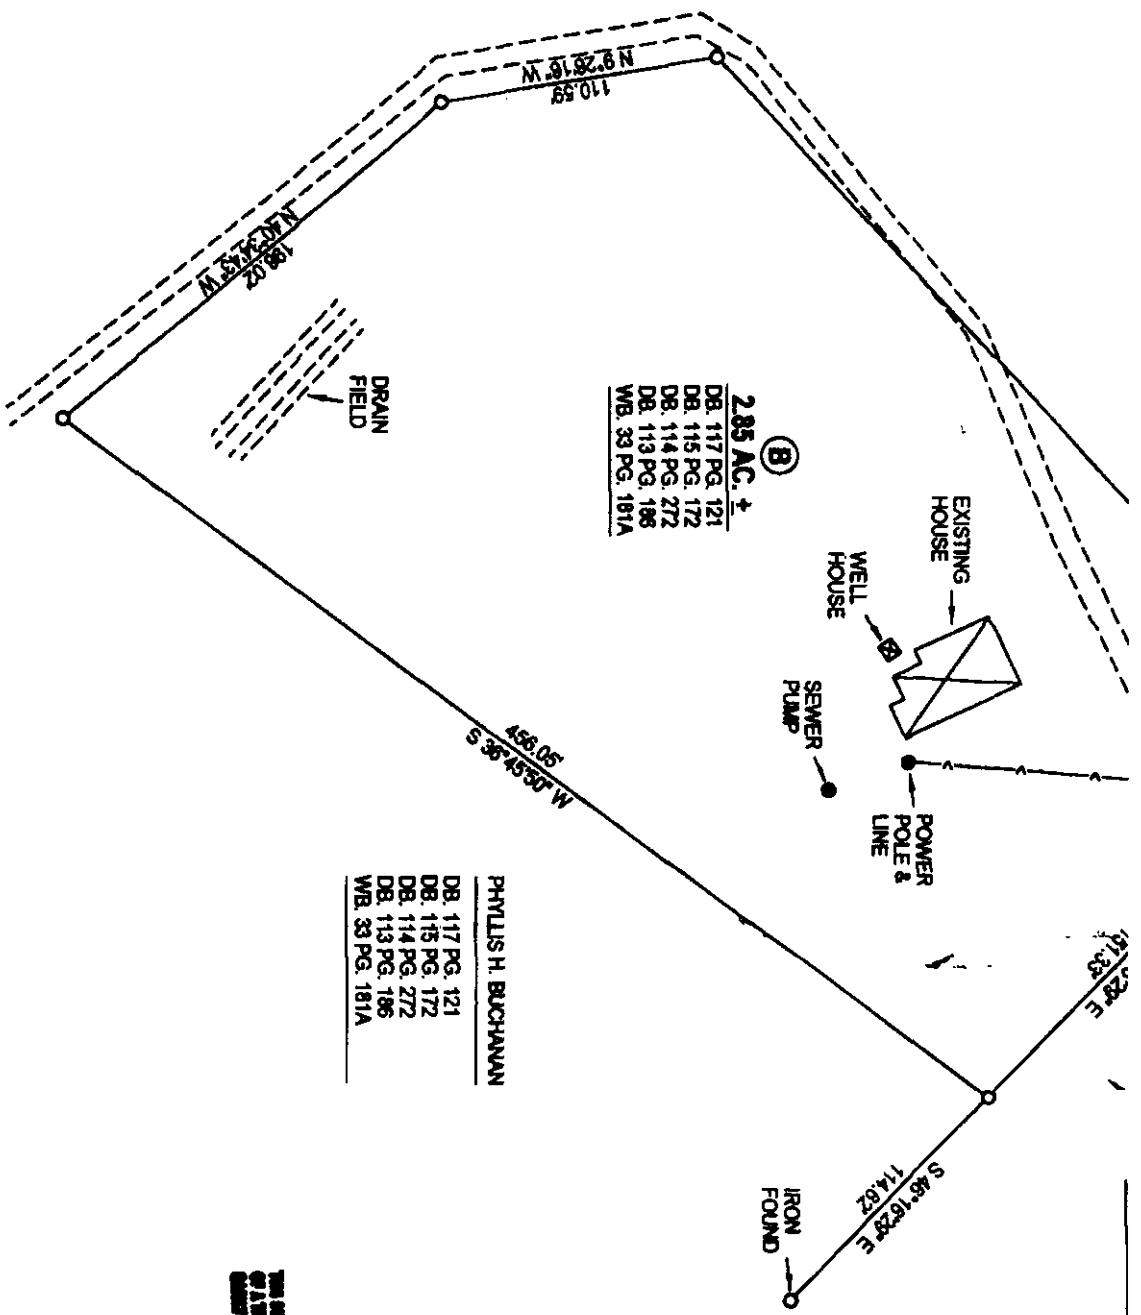 N 9°26'16" W
110.59'
N 40°34'43" W
B
2.85 AC. ±
DB. 117 PG. 121
DB. 115 PG. 172
DB. 114 PG. 272
DB. 113 PG. 186
WB. 33 PG. 181A
DRAIN
FIELD
EXISTING
HOUSE
WELL
HOUSE
SEWER
PUMP
POWER
POLE &
LINE
456.05'
S 36°45'50" W
PHYLLIS H. BUCHANAN
DB. 117 PG. 121
DB. 115 PG. 172
DB. 114 PG. 272
DB. 113 PG. 186
WB. 33 PG. 181A
29" E
51.33'
S 46°16'29" E
114.62'
IRON
FOUND